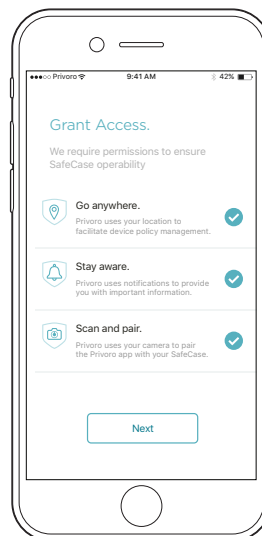 ●●●○○ Privoro 9:41 AM 42%
Grant Access.
We require permissions to ensure
SafeCase operability
Go anywhere.
Privoro uses your location to
facilitate device policy management.
Stay aware.
Privoro uses notifications to provide
you with important information.
Scan and pair.
Privoro uses your camera to pair
the Privoro app with your SafeCase.
Next